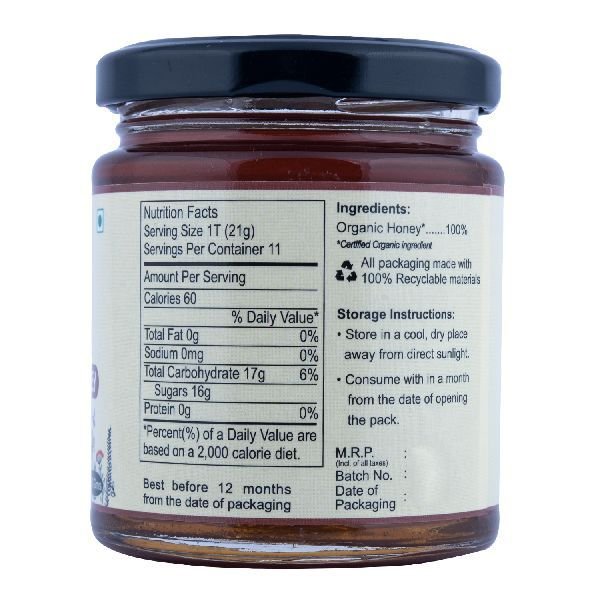 Nutrition Facts
Serving Size 1T (21g)
Servings Per Container 11
Amount Per Serving
Calories 60
% Daily Value*
Total Fat 0g 0%
Sodium 0mg 0%
Total Carbohydrate 17g 6%
Sugars 16g
Protein 0g 0%
*Percent(%) of a Daily Value are
based on a 2,000 calorie diet.
Best before 12 months
from the date of packaging
Ingredients:
Organic Honey*......100%
*Certified Organic ingredient
All packaging made with
100% Recyclable materials
Storage Instructions:
• Store in a cool, dry place
away from direct sunlight.
• Consume with in a month
from the date of opening
the pack.
M.R.P. :
(Incl. of all taxes)
Batch No. :
Date of
Packaging :